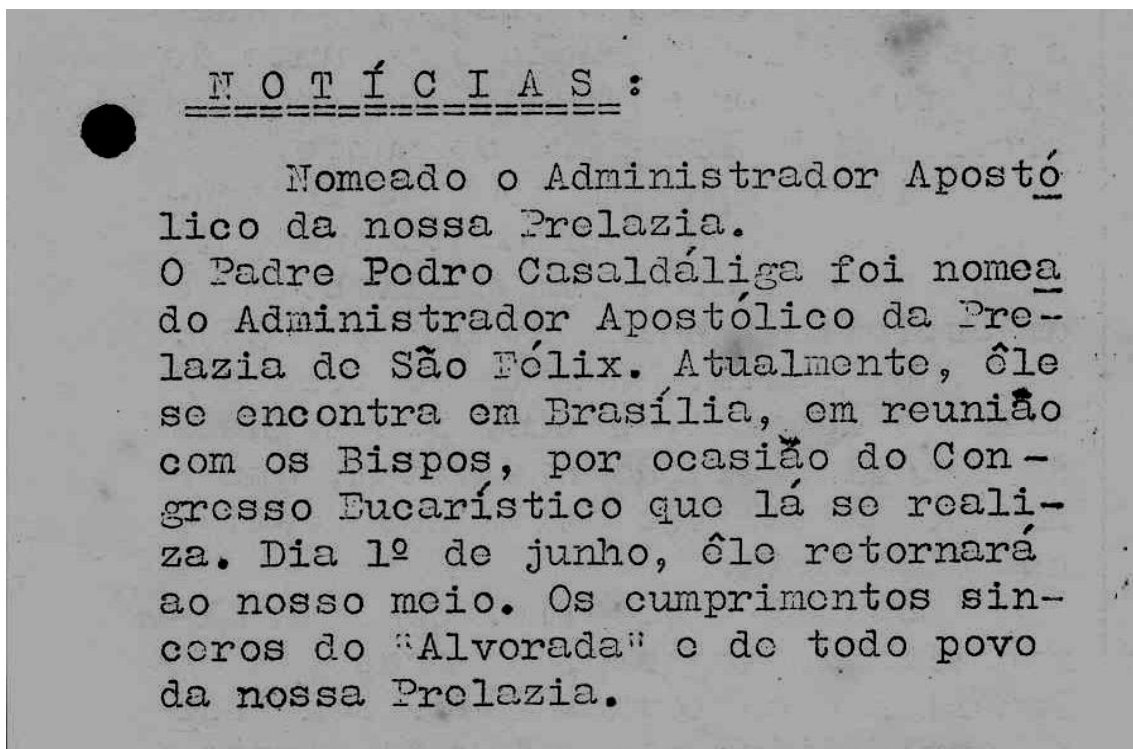 NOTÍCIAS:
Nomeado o Administrador Apostó
lico da nossa Prelazia.
O Padre Pedro Casaldáliga foi nomea
do Administrador Apostólico da Pre-
lazia de São Félix. Atualmente, êle
se encontra em Brasília, em reunião
com os Bispos, por ocasião do Con-
gresso Eucarístico que lá se reali-
za. Dia 1º de junho, êle retornará
ao nosso meio. Os cumprimentos sin-
ceros do "Alvorada" e de todo povo
da nossa Prelazia.